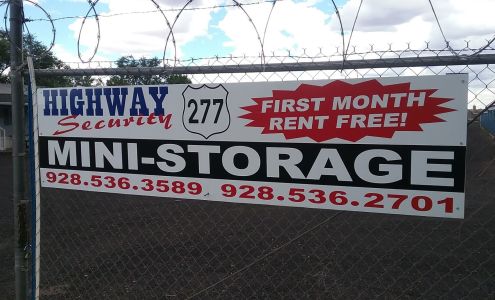 HIGHWAY
Security
277
FIRST MONTH
RENT FREE!
MINI-STORAGE
928.536.3589, 928.536.2701